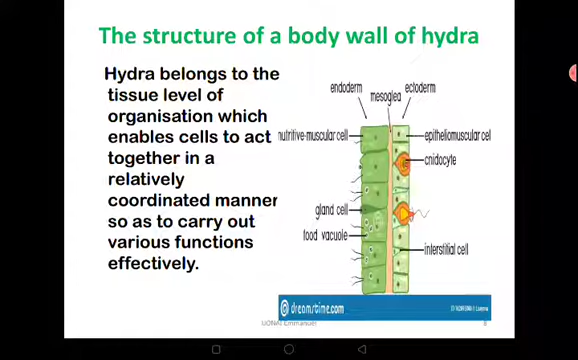 The structure of a body wall of hydra
Hydra belongs to the
tissue level of
organisation which
enables cells to act
together in a
relatively
coordinated manner
so as to carry out
various functions
effectively.
endoderm
mesoglea
ectoderm
nutritive-muscular cell
epitheliomuscular cel
cnidocyte
gland cell
food vacuole
interstitial cell
dreamstime.com
Emmanuel